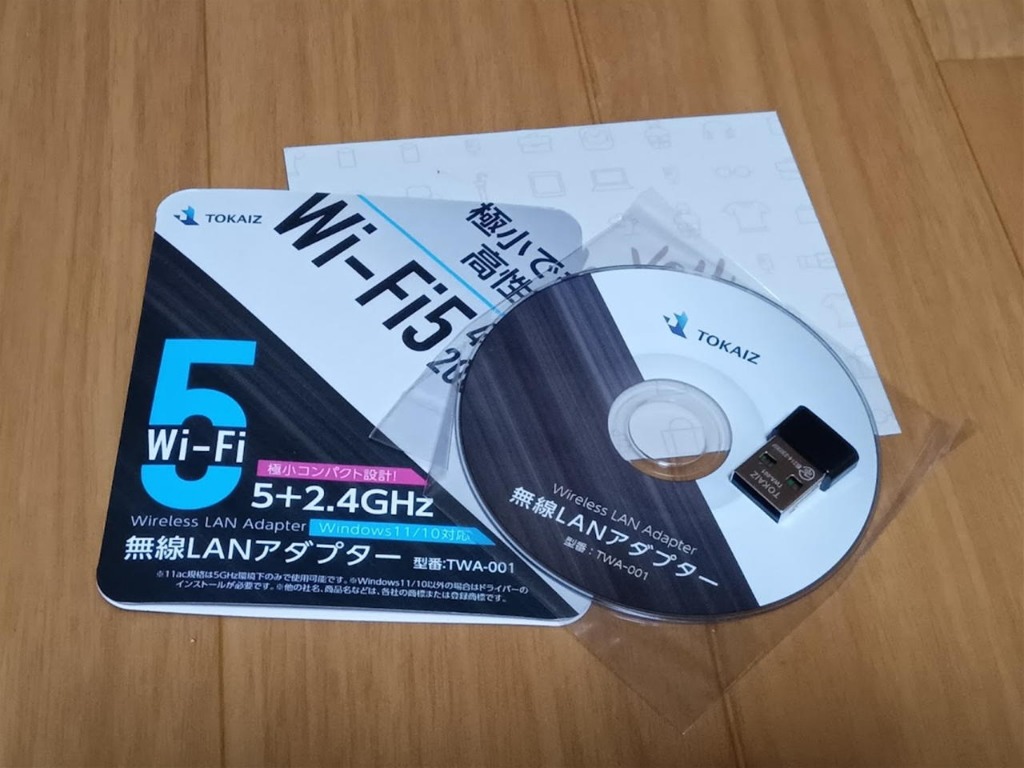 TOKAIZ
Wi-Fi5
極小で
高性
5
Wi-Fi
極小コンパクト設計!
5+2.4GHz
Wireless LAN Adapter Windows11/10対応
無線LANアダプター 型番:TWA-001
※11ac規格は5GHz環境下のみで使用可能です。※Windows11/10以外の場合はドライバーの
インストールが必要です。※他の社名、商品名などは、各社の商標または登録商標です。
TOKAIZ
Wireless LAN Adapter
無線LANアダプター
型番:TWA-001
TOKAIZ